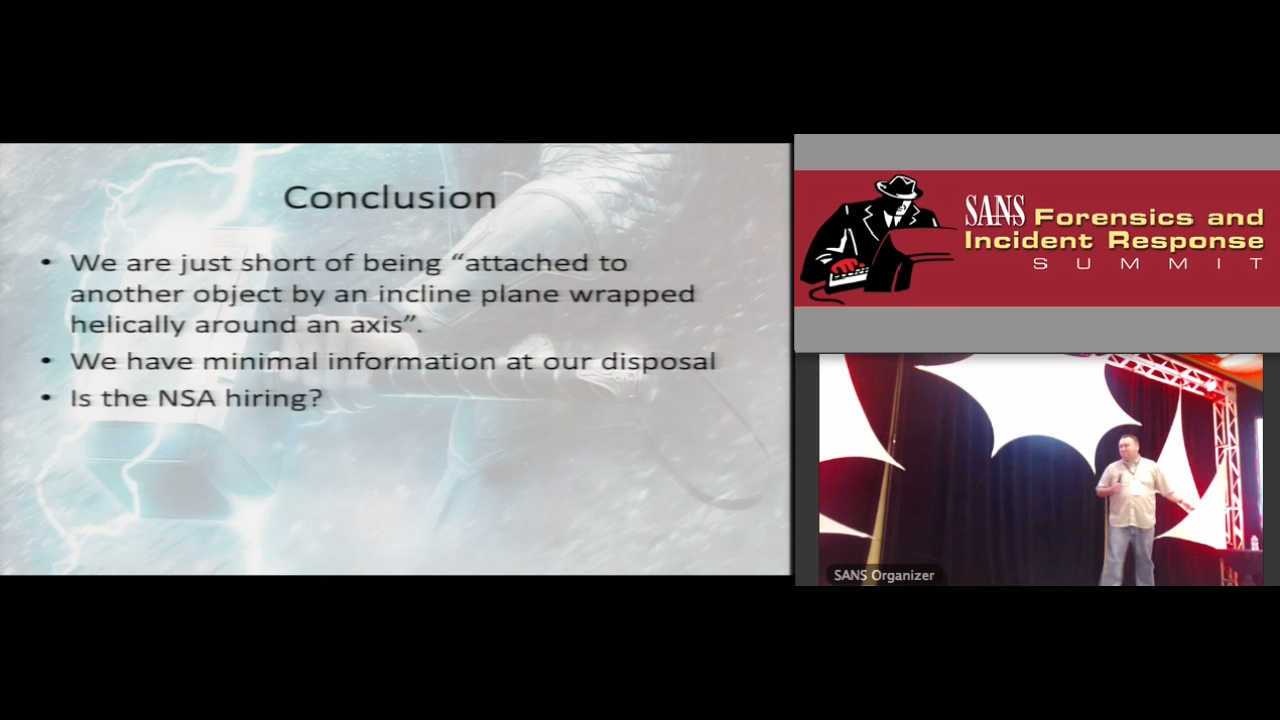 Conclusion
• We are just short of being “attached to
another object by an incline plane wrapped
helically around an axis”.
• We have minimal information at our disposal
• Is the NSA hiring?
SANS Forensics and
Incident Response
SUMMIT
SANS Organizer